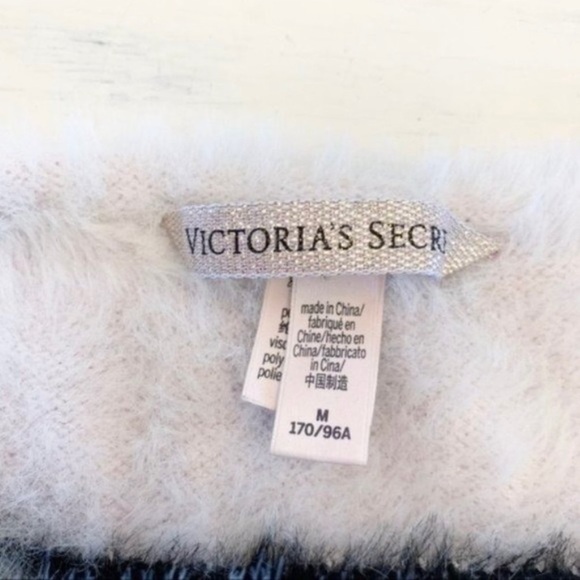 VICTORIA'S SECR
made in China/
fabriqué en
Chine/hecho en
China/fabbricato
in Cina/
中国制造
M
170/96A